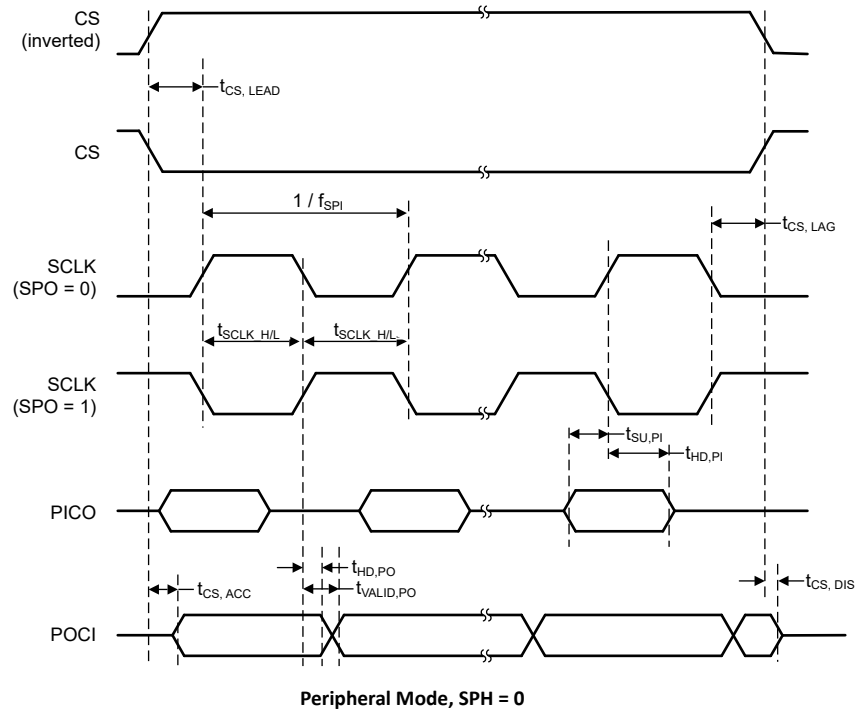 CS
(inverted)
tCS, LEAD
CS
1 / fSPI
tCS, LAG
SCLK
(SPO = 0)
tSCLK_H/L
tSCLK_H/L
SCLK
(SPO = 1)
tSU,PI
tHD,PI
PICO
tHD,PO
tVALID,PO
tCS, ACC
tCS, DIS
POCI
Peripheral Mode, SPH = 0